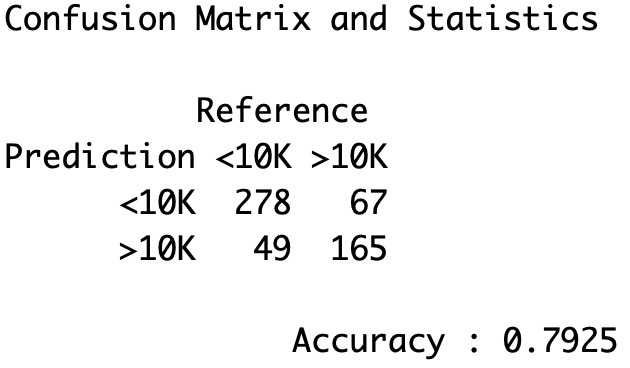 Confusion Matrix and Statistics
Reference
Prediction <10K >10K
<10K 278 67
>10K 49 165
Accuracy : 0.7925